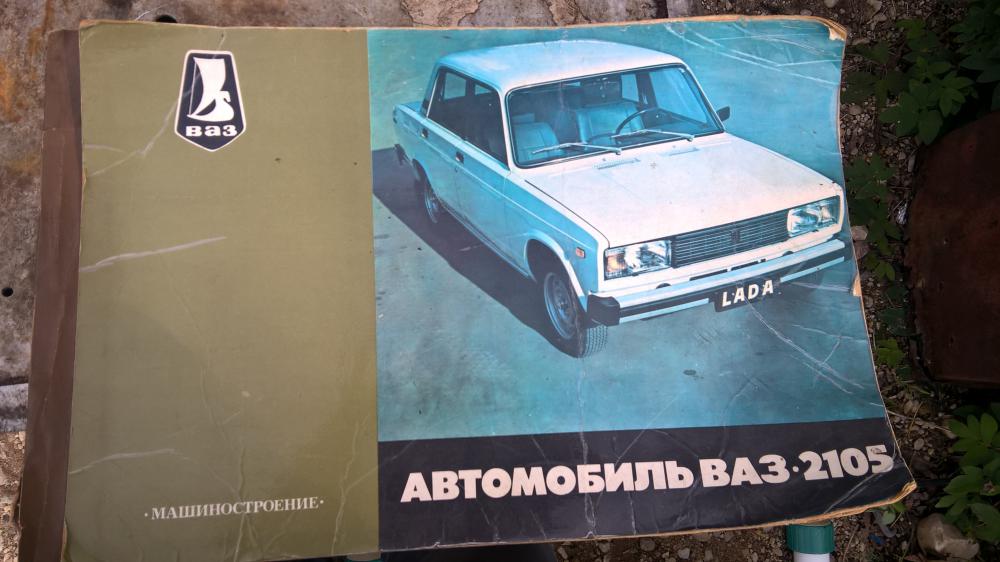 ВАЗ
LADA
АВТОМОБИЛЬ ВАЗ·2105
·МАШИНОСТРОЕНИЕ·